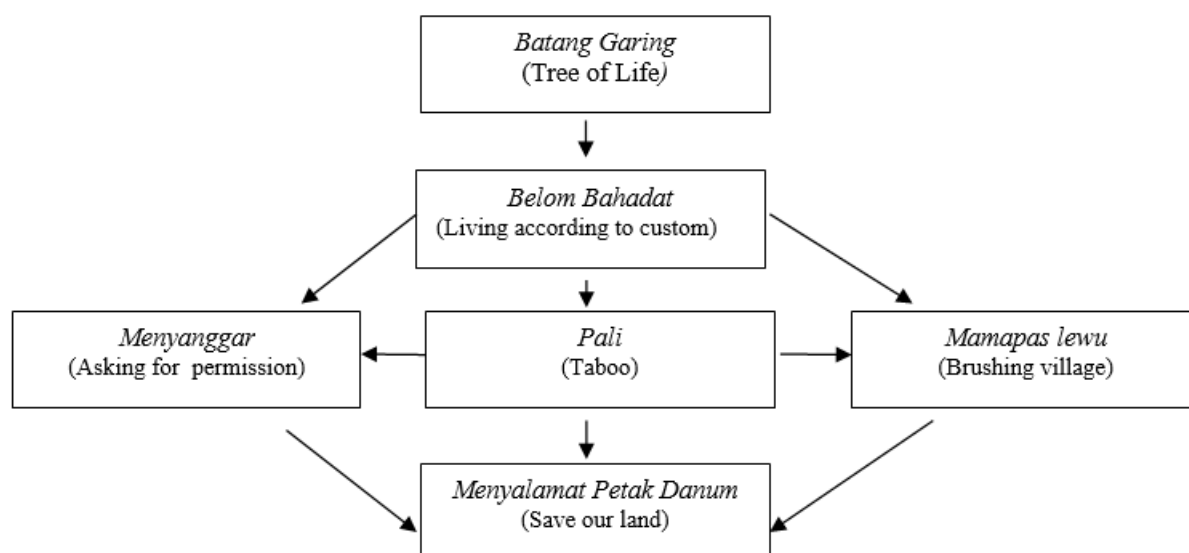 Batang Garing
(Tree of Life)
Belom Bahadat
(Living according to custom)
Menyanggar
(Asking for  permission)
Pali
(Taboo)
Mamapas lewu
(Brushing village)
Menyalamat Petak Danum
(Save our land)